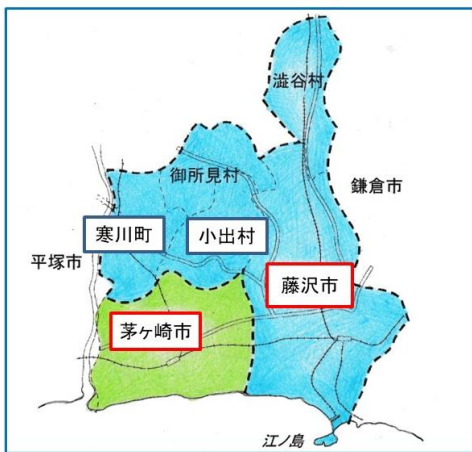 澁谷村
御所見村
鎌倉市
寒川町
小出村
平塚市
藤沢市
茅ヶ崎市
江ノ島